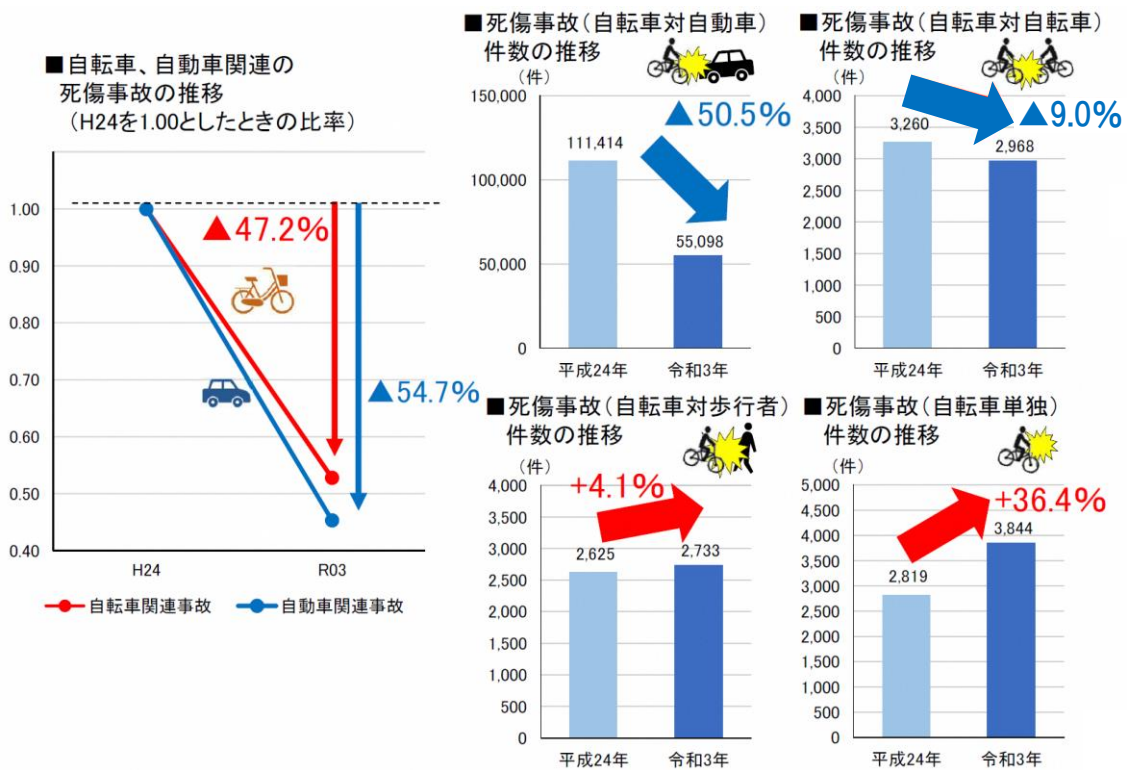 ■自転車、自動車関連の
死傷事故の推移
（H24を1.00としたときの比率）
1.00
0.90
0.80
0.70
0.60
0.50
0.40
▲47.2%
▲54.7%
H24
R03
自転車関連事故
自動車関連事故
■死傷事故（自転車対自動車）
件数の推移
（件）
150,000
100,000
50,000
0
111,414
55,098
▲50.5%
平成24年
令和3年
■死傷事故（自転車対自転車）
件数の推移
（件）
4,000
3,500
3,000
2,500
2,000
1,500
1,000
500
0
3,260
2,968
▲9.0%
平成24年
令和3年
■死傷事故（自転車対歩行者）
件数の推移
（件）
4,000
3,500
3,000
2,500
2,000
1,500
1,000
500
0
+4.1%
2,625
2,733
平成24年
令和3年
■死傷事故（自転車単独）
件数の推移
（件）
5,000
4,500
4,000
3,500
3,000
2,500
2,000
1,500
1,000
500
0
+36.4%
2,819
3,844
平成24年
令和3年